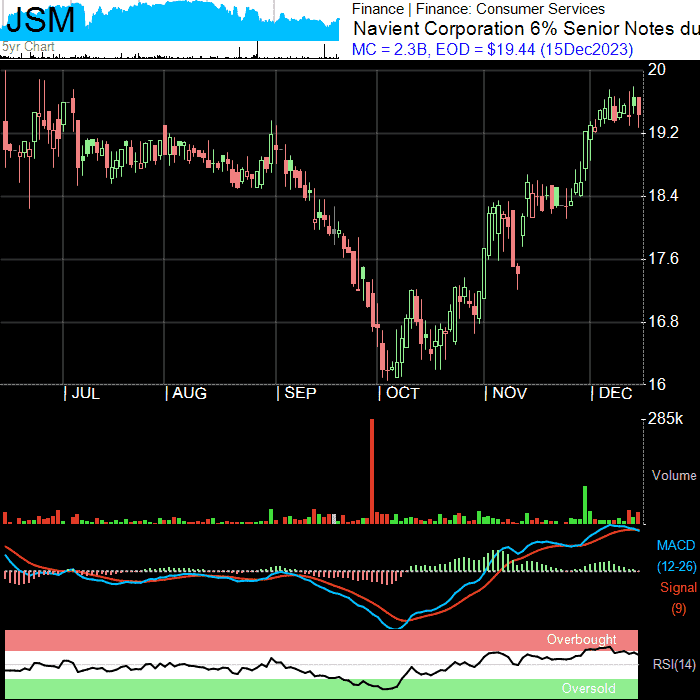 JSM
5yr Chart
Finance | Finance: Consumer Services
Navient Corporation 6% Senior Notes du
MC = 2.3B, EOD = $19.44 (15Dec2023)
20
19.2
18.4
17.6
16.8
16
| JUL | AUG | SEP | OCT | NOV | DEC
285k
Volume
MACD
(12-26)
Signal
(9)
Overbought
RSI(14)
Oversold